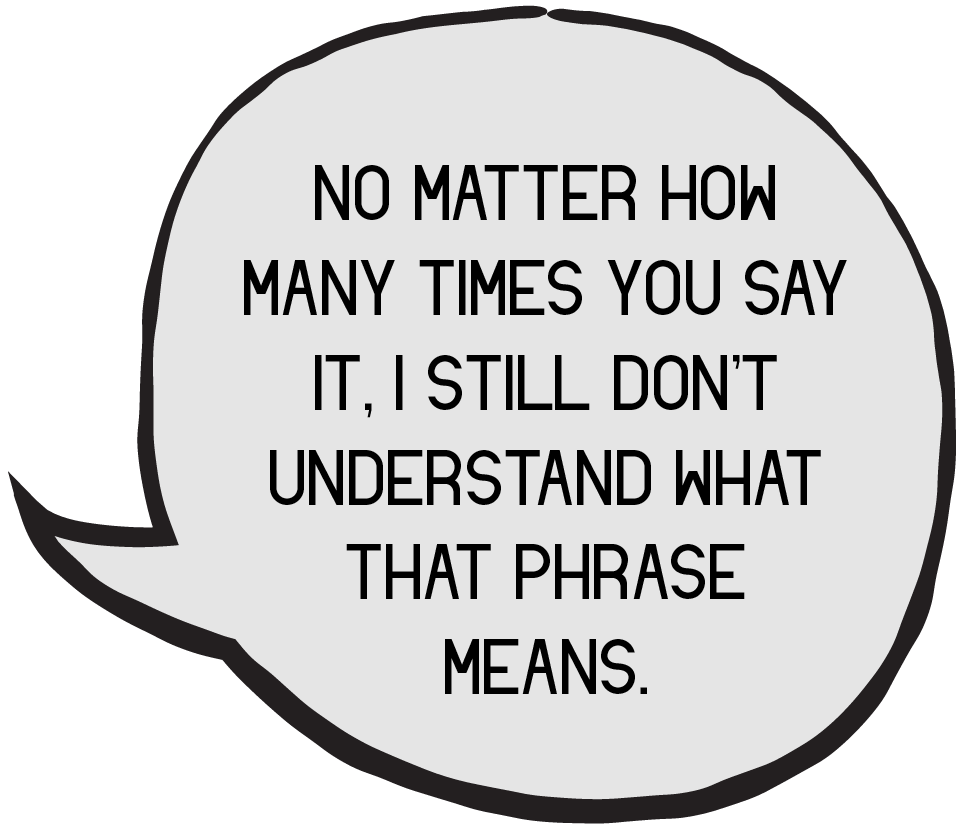 NO MATTER HOW
MANY TIMES YOU SAY
IT, I STILL DON'T
UNDERSTAND WHAT
THAT PHRASE
MEANS.